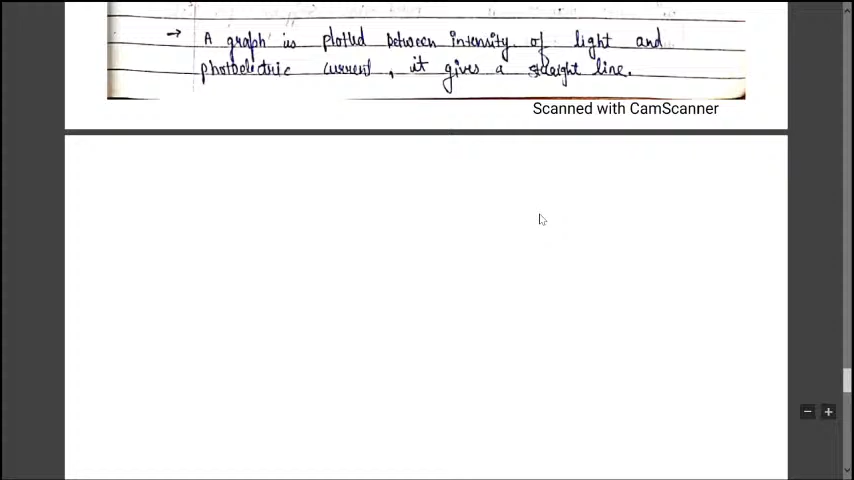 → A graph is plotted between intensity of light and
photoelectric current, it gives a straight line.
Scanned with CamScanner